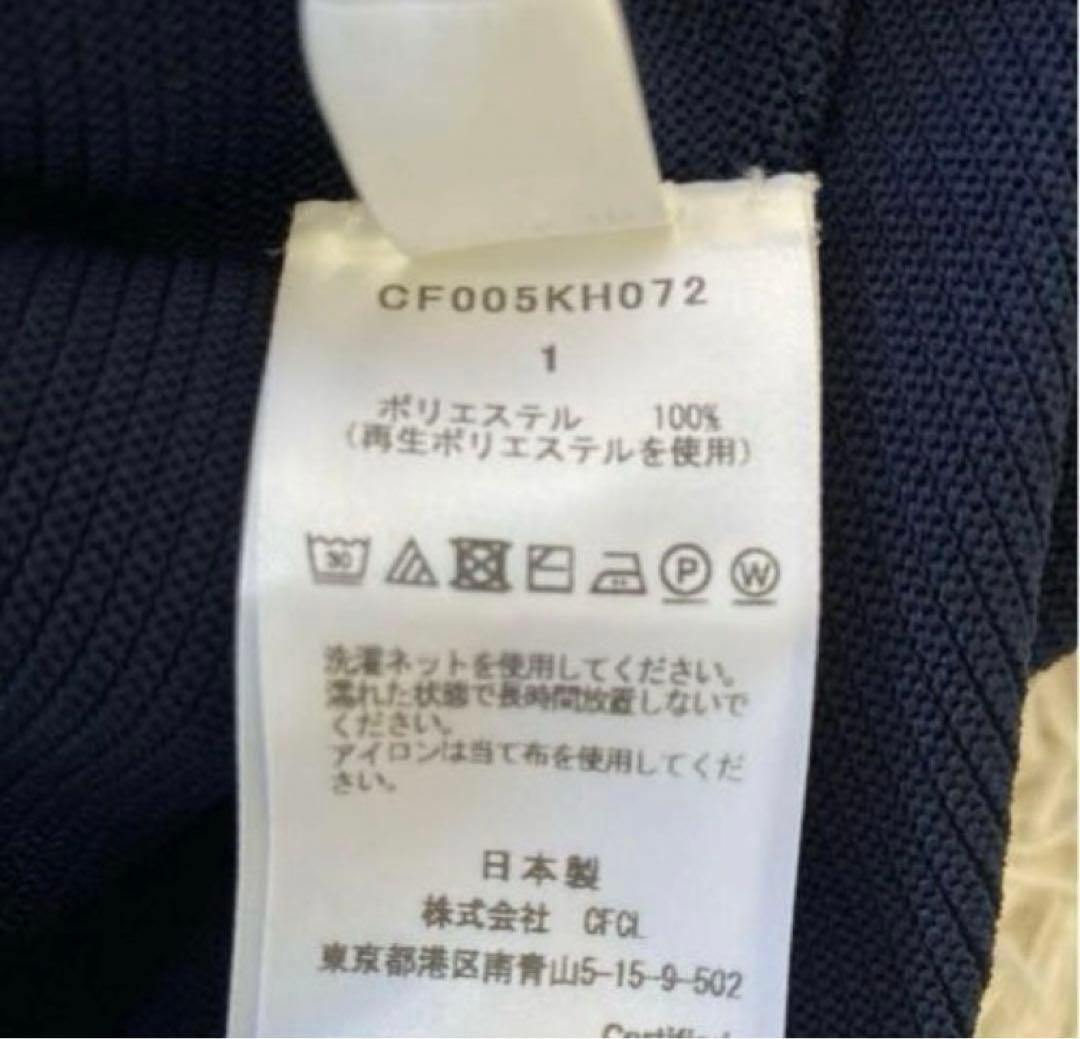 CF005KH072
1
ポリエステル 100%
(再生ポリエステルを使用)
30
P W
洗濯ネットを使用してください。
濡れた状態で長時間放置しないで
ください。
アイロンは当て布を使用してくだ
さい。
日本製
株式会社 CFCL
東京都港区南青山5-15-9-502